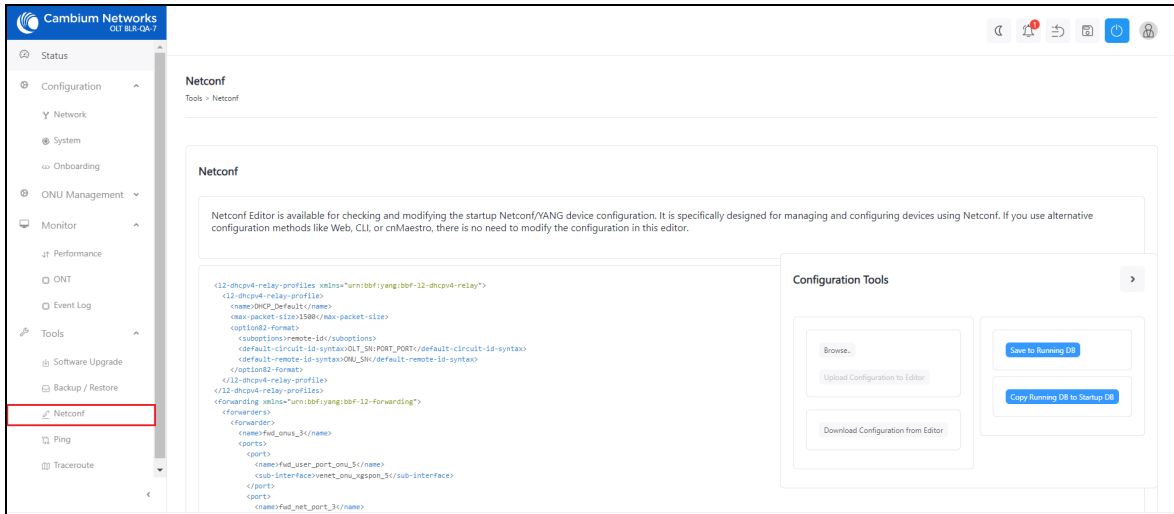 Cambium Networks
OLT BLR-QA-7
1
Status
Configuration
Network
System
Onboarding
ONU Management
Monitor
Performance
ONT
Event Log
Tools
Software Upgrade
Backup / Restore
Netconf
Ping
Traceroute
Netconf
Tools > Netconf
Netconf
Netconf Editor is available for checking and modifying the startup Netconf/YANG device configuration. It is specifically designed for managing and configuring devices using Netconf. If you use alternative
configuration methods like Web, CLI, or cnMaestro, there is no need to modify the configuration in this editor.
<l2-dhcpv4-relay-profiles xmlns="urn:bbf:yang:bbf-l2-dhcpv4-relay">
<l2-dhcpv4-relay-profile>
<name>DHCP_Default</name>
<max-packet-size>1500</max-packet-size>
<option82-format>
<suboptions>remote-id</suboptions>
<default-circuit-id-syntax>OLT_SN:PORT_PORT</default-circuit-id-syntax>
<default-remote-id-syntax>ONU_SN</default-remote-id-syntax>
</option82-format>
</l2-dhcpv4-relay-profile>
</l2-dhcpv4-relay-profiles>
<forwarding xmlns="urn:bbf:yang:bbf-l2-forwarding">
<forwarders>
<forwarder>
<name>fwd_onus_3</name>
<ports>
<port>
<name>fwd_user_port_onu_5</name>
<sub-interface>venet_onu_xgspon_5</sub-interface>
</port>
<port>
<name>fwd_net_port_3</name>
Configuration Tools
Browse..
Upload Configuration to Editor
Download Configuration from Editor
Save to Running DB
Copy Running DB to Startup DB